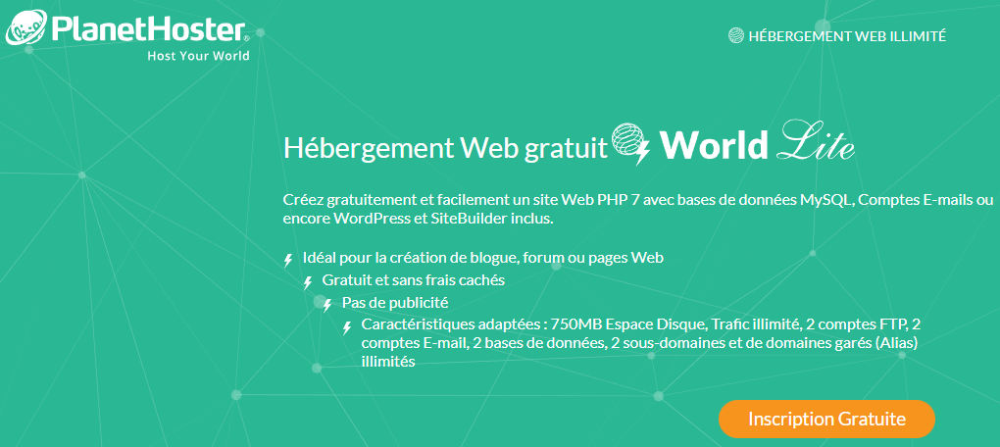 PlanetHoster®
Host Your World
HÉBERGEMENT WEB ILLIMITÉ
Hébergement Web gratuit World Lite
Créez gratuitement et facilement un site Web PHP 7 avec bases de données MySQL, Comptes E-mails ou
encore WordPress et SiteBuilder inclus.
Idéal pour la création de blogue, forum ou pages Web
Gratuit et sans frais cachés
Pas de publicité
Caractéristiques adaptées : 750MB Espace Disque, Trafic illimité, 2 comptes FTP, 2
comptes E-mail, 2 bases de données, 2 sous-domaines et de domaines garés (Alias)
illimités
Inscription Gratuite